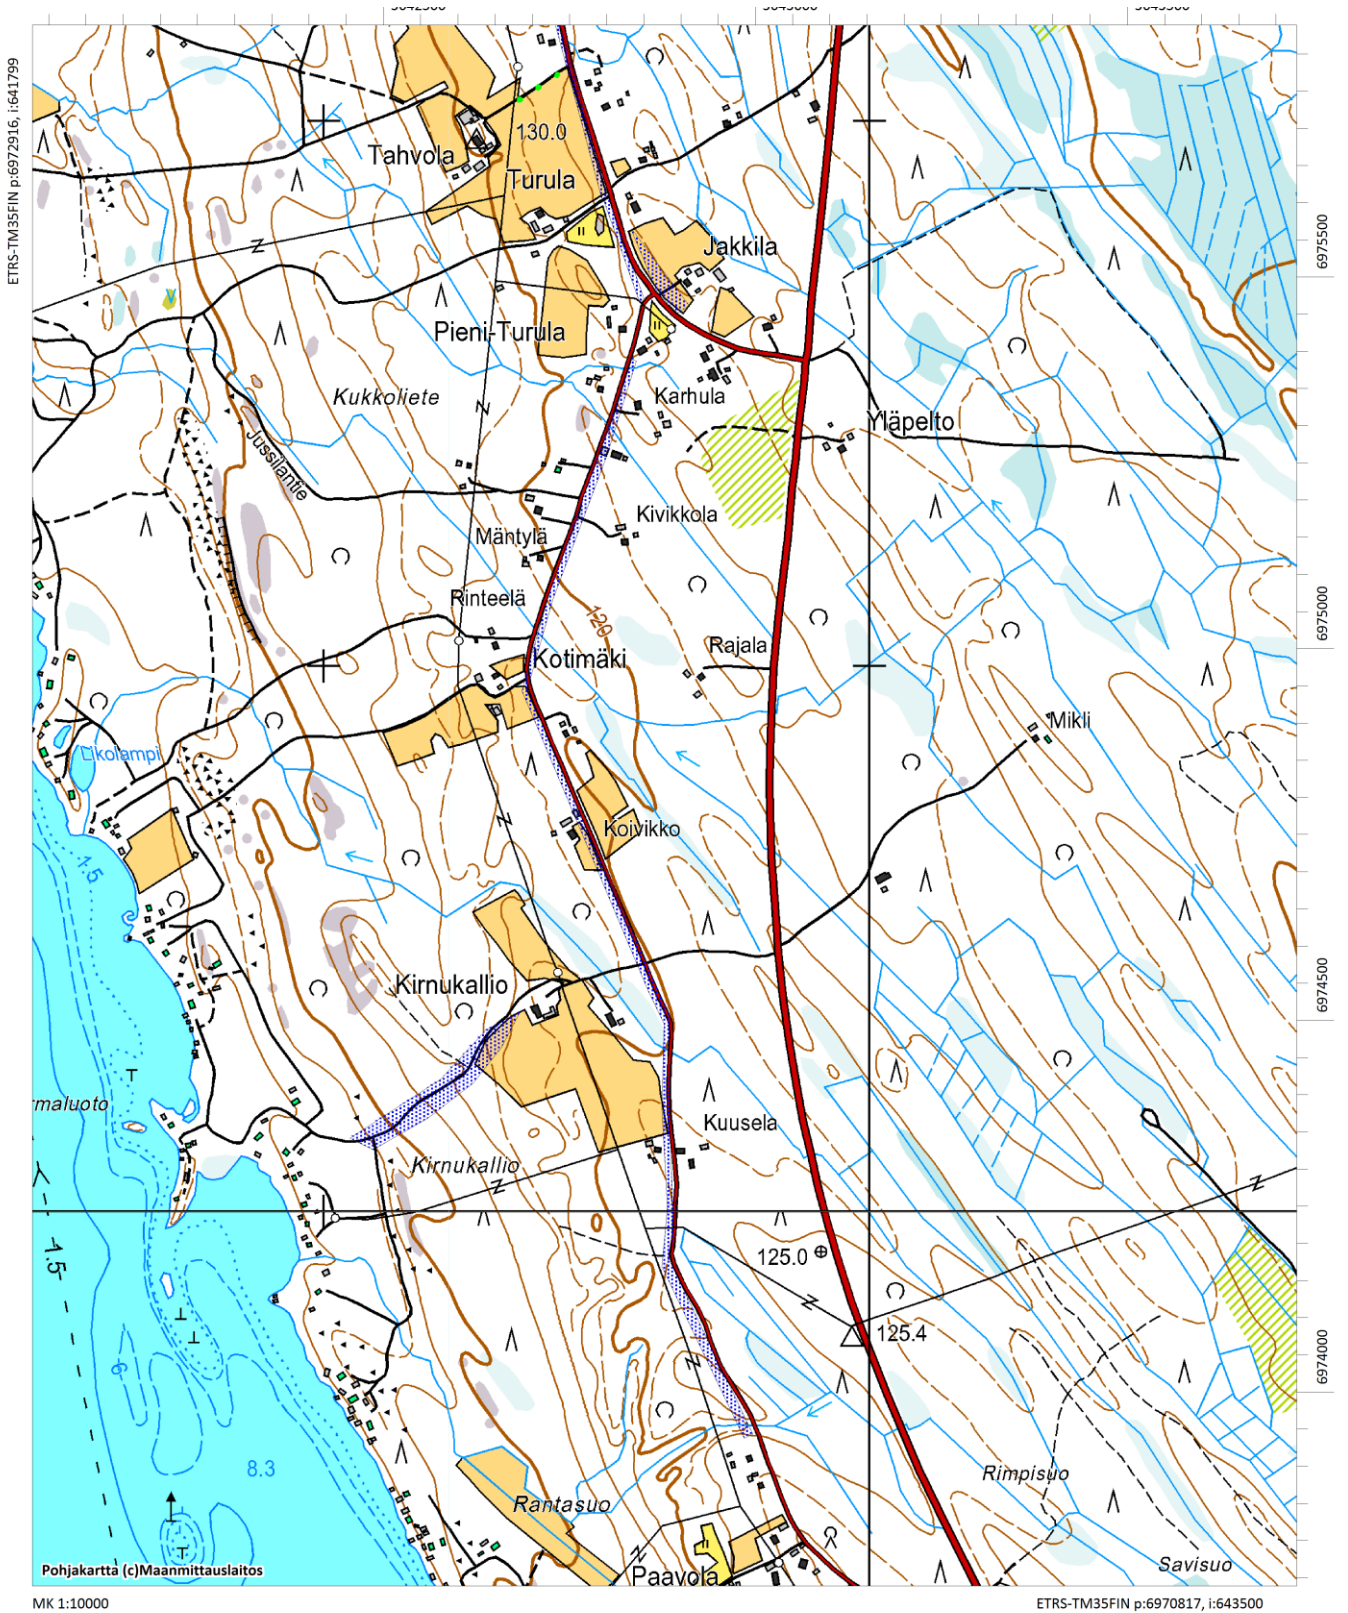 ETRS-TM35FIN p:6972916, i:641799
130.0
Tahvola
Turula
Jakkila
6975500
Pieni-Turula
Kukkoliete
Karhula
Yläpelto
Jussilantie
Kivikkola
Mäntylä
Rinteelä
120
6975000
Rajala
Kotimäki
Mikli
Likolampi
Koivikko
1.5
Kirnukallio
6974500
rmaluoto
Kuusela
Kirnukallio
125.0
1.5
125.4
6974000
6
8.3
Rimpisuo
Rantasuo
Savisuo
Paavola
Pohjakartta (c)Maanmittauslaitos
MK 1:10000
ETRS-TM35FIN p:6970817, i:643500